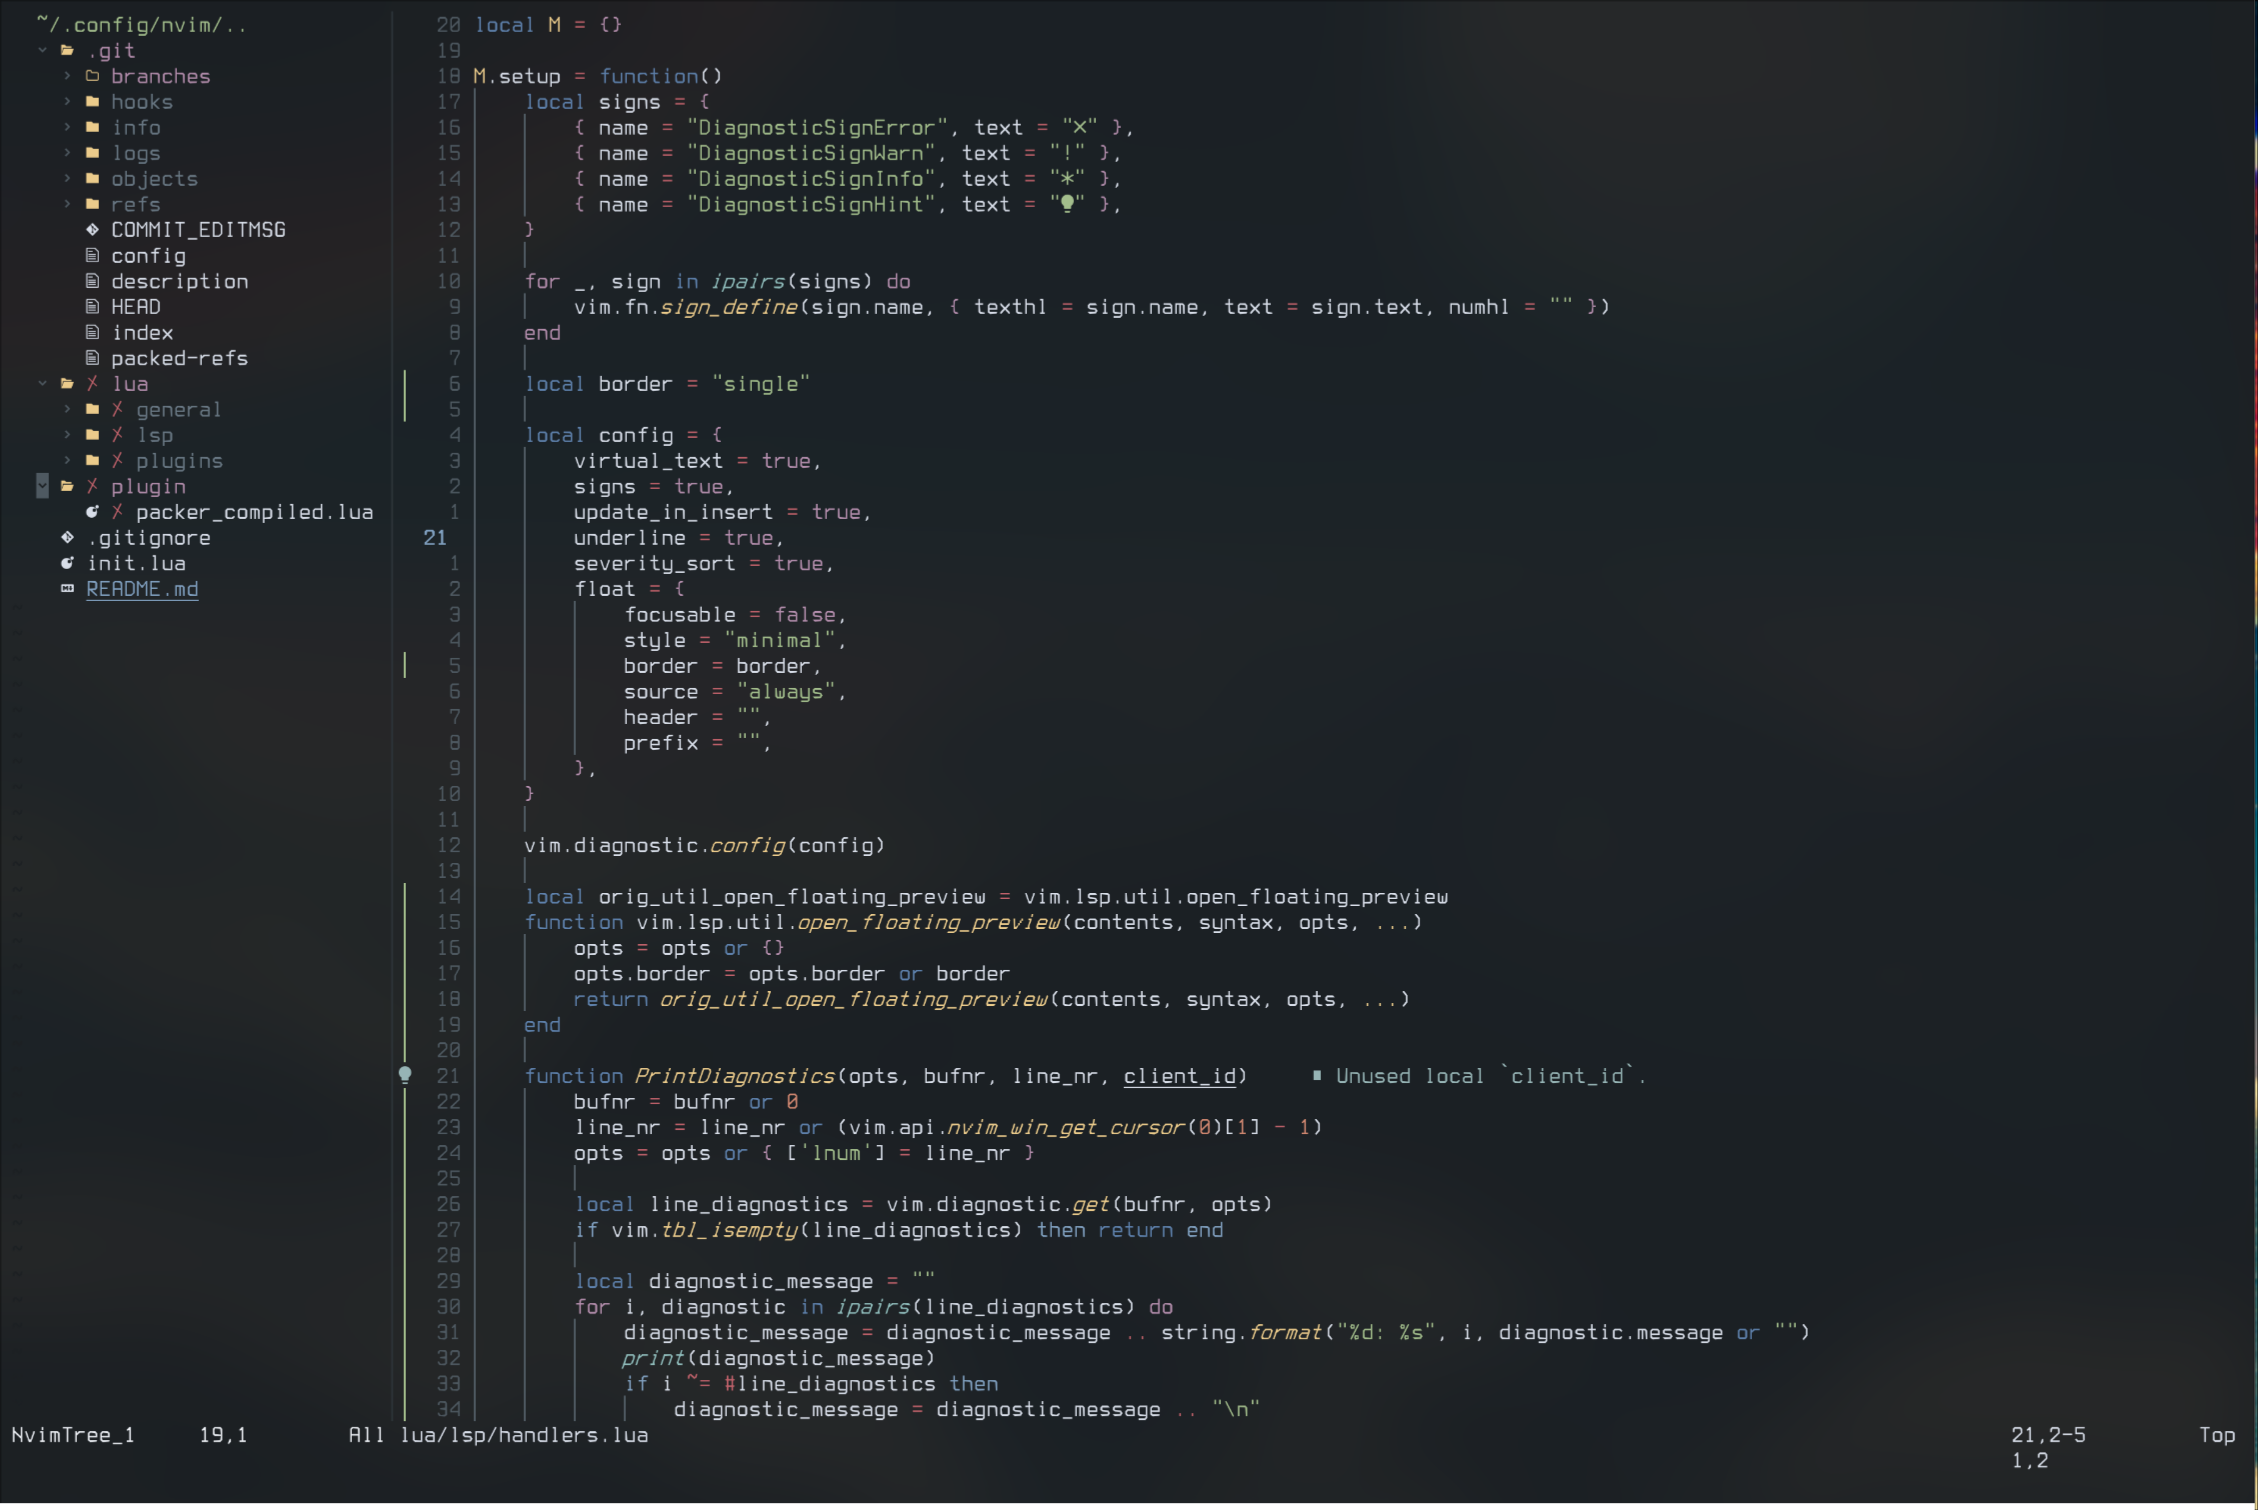 ~/.config/nvim/..
.git
branches
hooks
info
logs
objects
refs
COMMIT_EDITMSG
config
description
HEAD
index
packed-refs
lua
general
lsp
plugins
plugin
packer_compiled.lua
.gitignore
init.lua
README.md
20 local M = {}
19
18 M.setup = function()
17     local signs = {
16         { name = "DiagnosticSignError", text = "✕" },
15         { name = "DiagnosticSignWarn", text = "!" },
14         { name = "DiagnosticSignInfo", text = "*" },
13         { name = "DiagnosticSignHint", text = "" },
12     }
11
10     for _, sign in ipairs(signs) do
9         vim.fn.sign_define(sign.name, { texthl = sign.name, text = sign.text, numhl = "" })
8     end
7
6     local border = "single"
5
4     local config = {
3         virtual_text = true,
2         signs = true,
1         update_in_insert = true,
21         underline = true,
1         severity_sort = true,
2         float = {
3             focusable = false,
4             style = "minimal",
5             border = border,
6             source = "always",
7             header = "",
8             prefix = "",
9         },
10     }
11
12     vim.diagnostic.config(config)
13
14     local orig_util_open_floating_preview = vim.lsp.util.open_floating_preview
15     function vim.lsp.util.open_floating_preview(contents, syntax, opts, ...)
16         opts = opts or {}
17         opts.border = opts.border or border
18         return orig_util_open_floating_preview(contents, syntax, opts, ...)
19     end
20
21     function PrintDiagnostics(opts, bufnr, line_nr, client_id)     ■ Unused local `client_id`.
22         bufnr = bufnr or 0
23         line_nr = line_nr or (vim.api.nvim_win_get_cursor(0)[1] - 1)
24         opts = opts or { ['lnum'] = line_nr }
25
26         local line_diagnostics = vim.diagnostic.get(bufnr, opts)
27         if vim.tbl_isempty(line_diagnostics) then return end
28
29         local diagnostic_message = ""
30         for i, diagnostic in ipairs(line_diagnostics) do
31             diagnostic_message = diagnostic_message .. string.format("%d: %s", i, diagnostic.message or "")
32             print(diagnostic_message)
33             if i ~= #line_diagnostics then
34                 diagnostic_message = diagnostic_message .. "\n"
NvimTree_1     19,1     All lua/lsp/handlers.lua     21,2-5     Top
1,2